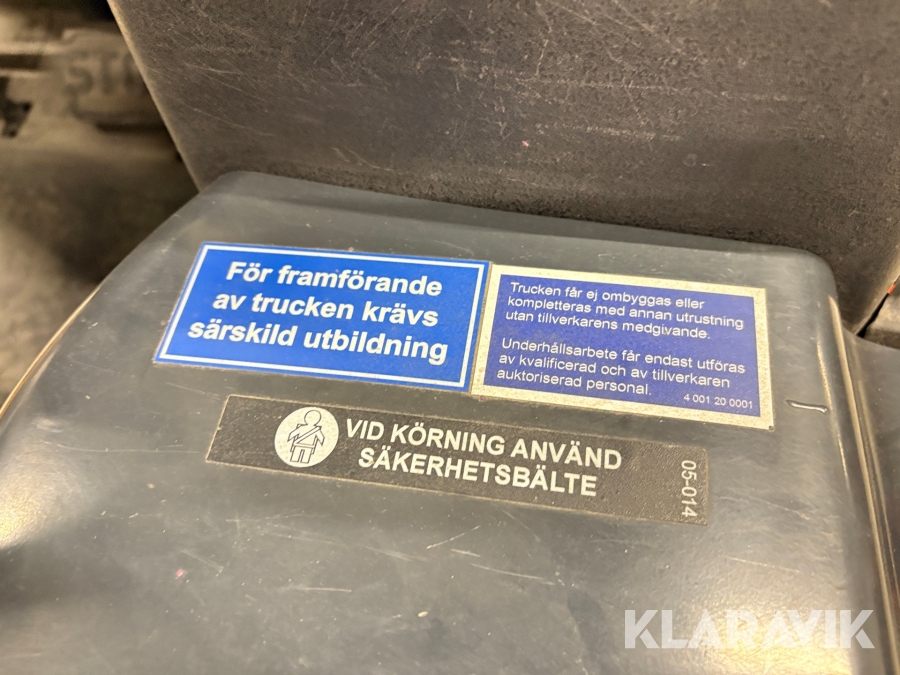 För framförande
av trucken krävs
särskild utbildning
Trucken får ej ombyggas eller
kompletteras med annan utrustning
utan tillverkarens medgivande.
Underhållsarbete får endast utföras
av kvalificerad och av tillverkaren
auktoriserad personal.
4 001 20 0001
VID KÖRNING ANVÄND
SÄKERHETSBÄLTE
05-014
KLARAVIK